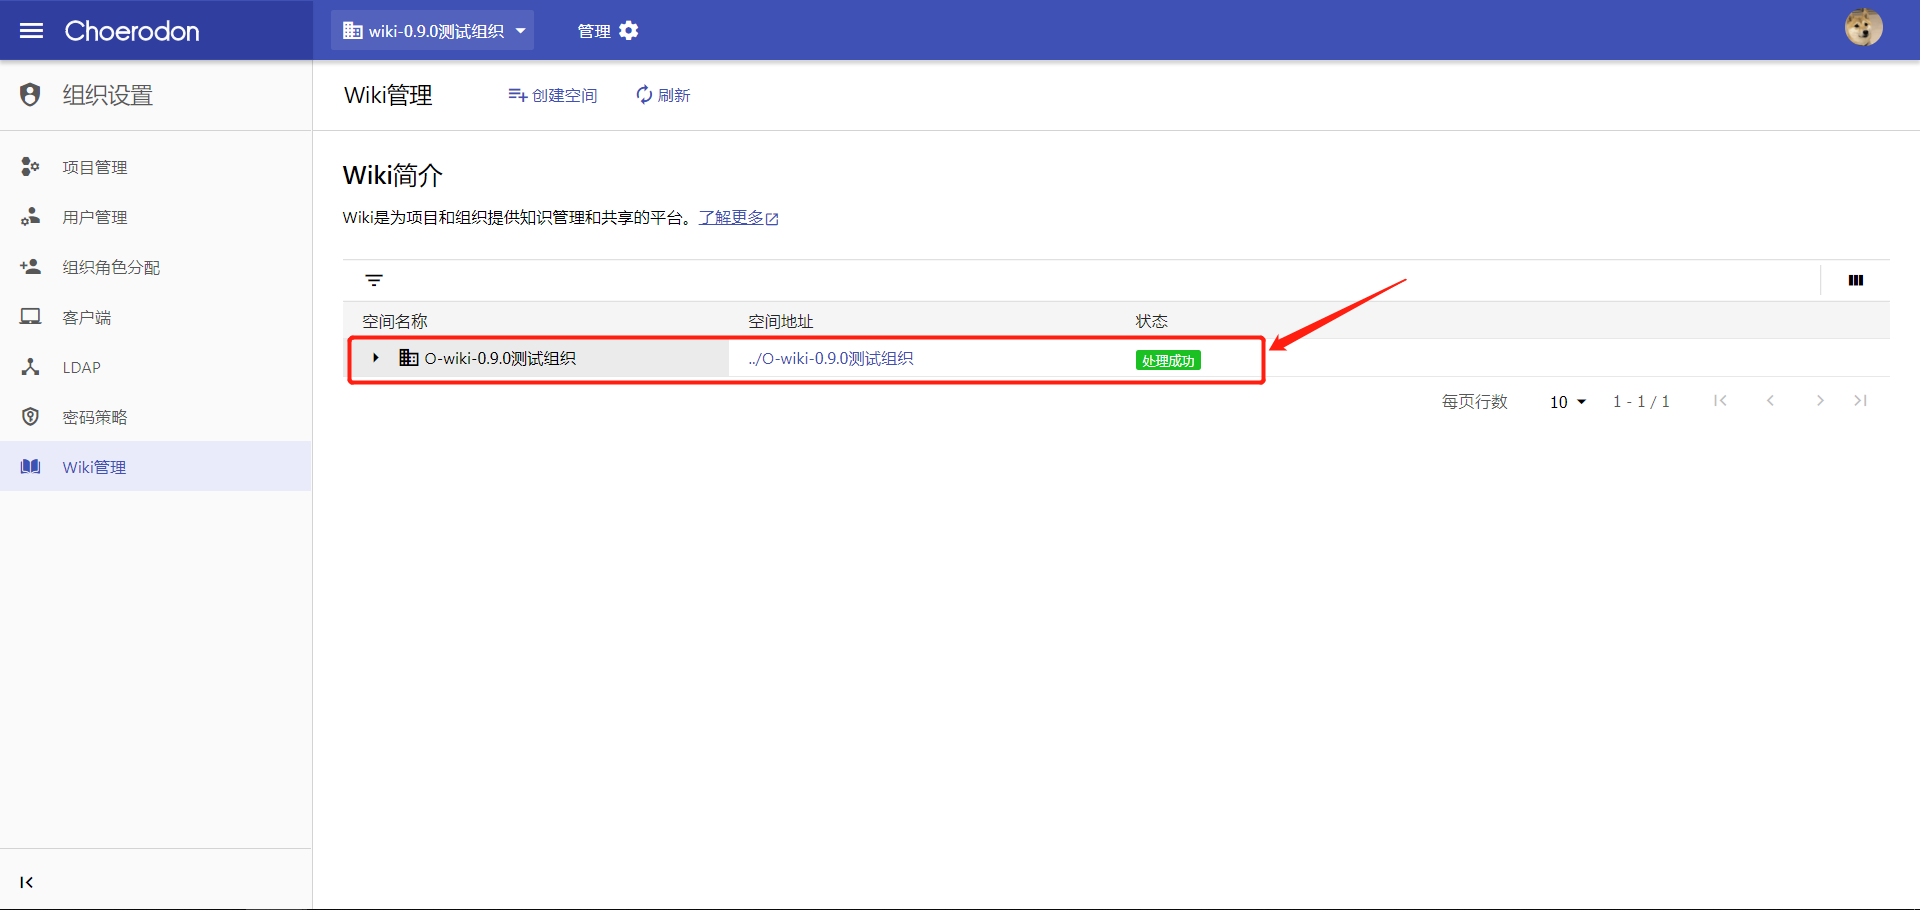 Choerodon
wiki-0.9.0测试组织
管理
组织设置
Wiki管理
创建空间
刷新
项目管理
用户管理
组织角色分配
客户端
LDAP
密码策略
Wiki管理
Wiki简介
Wiki是为项目和组织提供知识管理和共享的平台。了解更多
空间名称 空间地址 状态
O-wiki-0.9.0测试组织 ../O-wiki-0.9.0测试组织 处理成功
每页行数 10 1 - 1 / 1